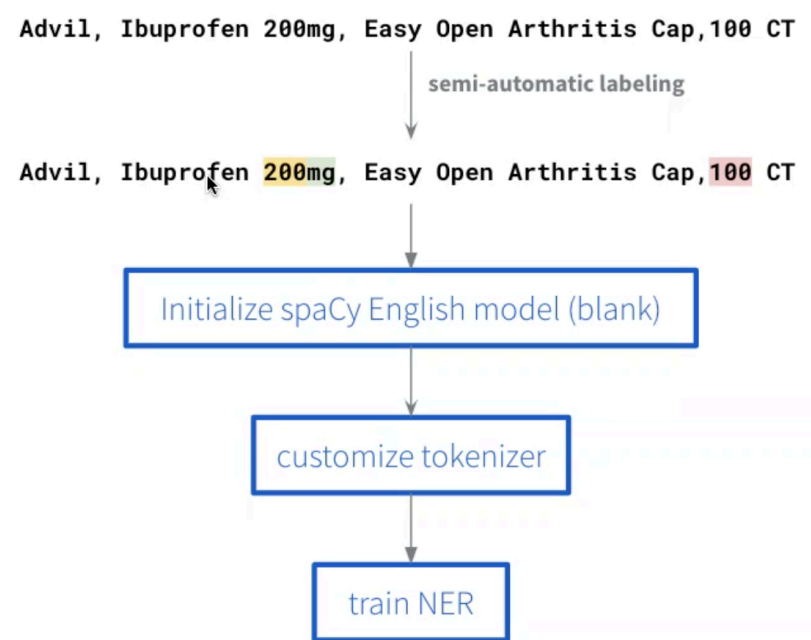 Advil, Ibuprofen 200mg, Easy Open Arthritis Cap,100 CT
semi-automatic labeling
Advil, Ibuprofen 200mg, Easy Open Arthritis Cap,100 CT
Initialize spaCy English model (blank)
customize tokenizer
train NER